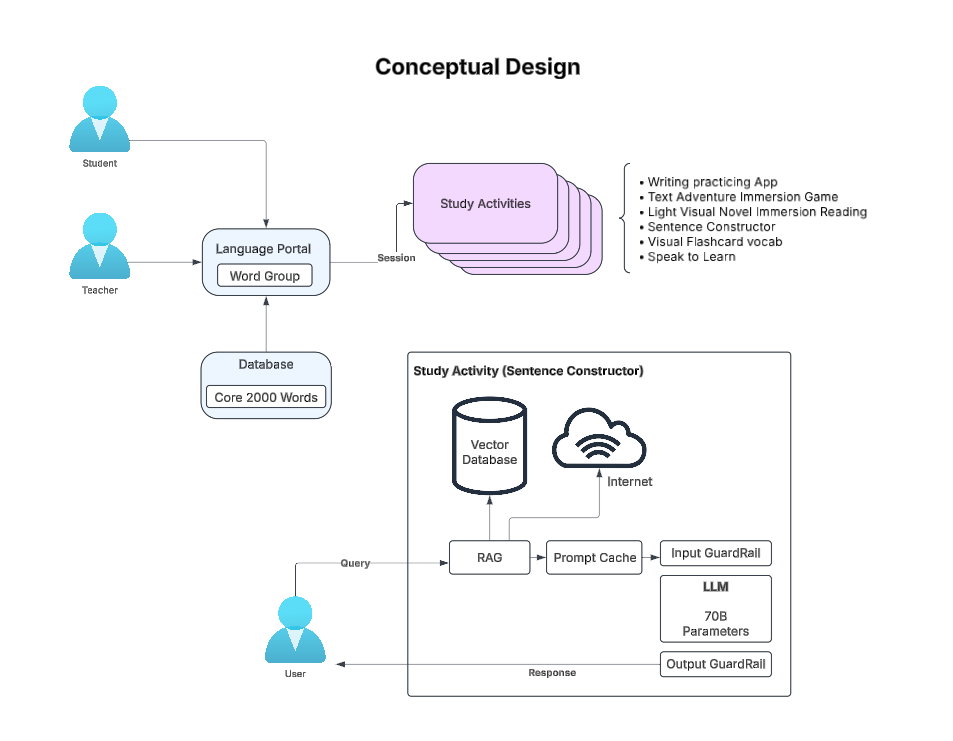 Conceptual Design
Student
Teacher
Language Portal
Word Group
Database
Core 2000 Words
Session
Study Activities
▪ Writing practicing App
▪ Text Adventure Immersion Game
▪ Light Visual Novel Immersion Reading
▪ Sentence Constructor
▪ Visual Flashcard vocab
▪ Speak to Learn
Study Activity (Sentence Constructor)
Vector
Database
Internet
Query
RAG
Prompt Cache
Input GuardRail
LLM
70B
Parameters
Output GuardRail
Response
User